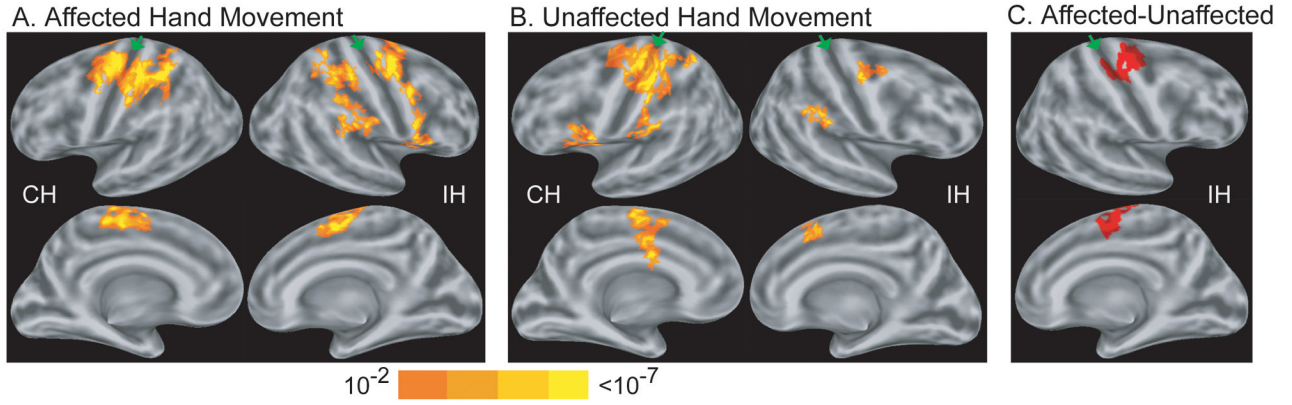 A. Affected Hand Movement
B. Unaffected Hand Movement
C. Affected-Unaffected
CH
IH
CH
IH
IH
10-2
<10-7